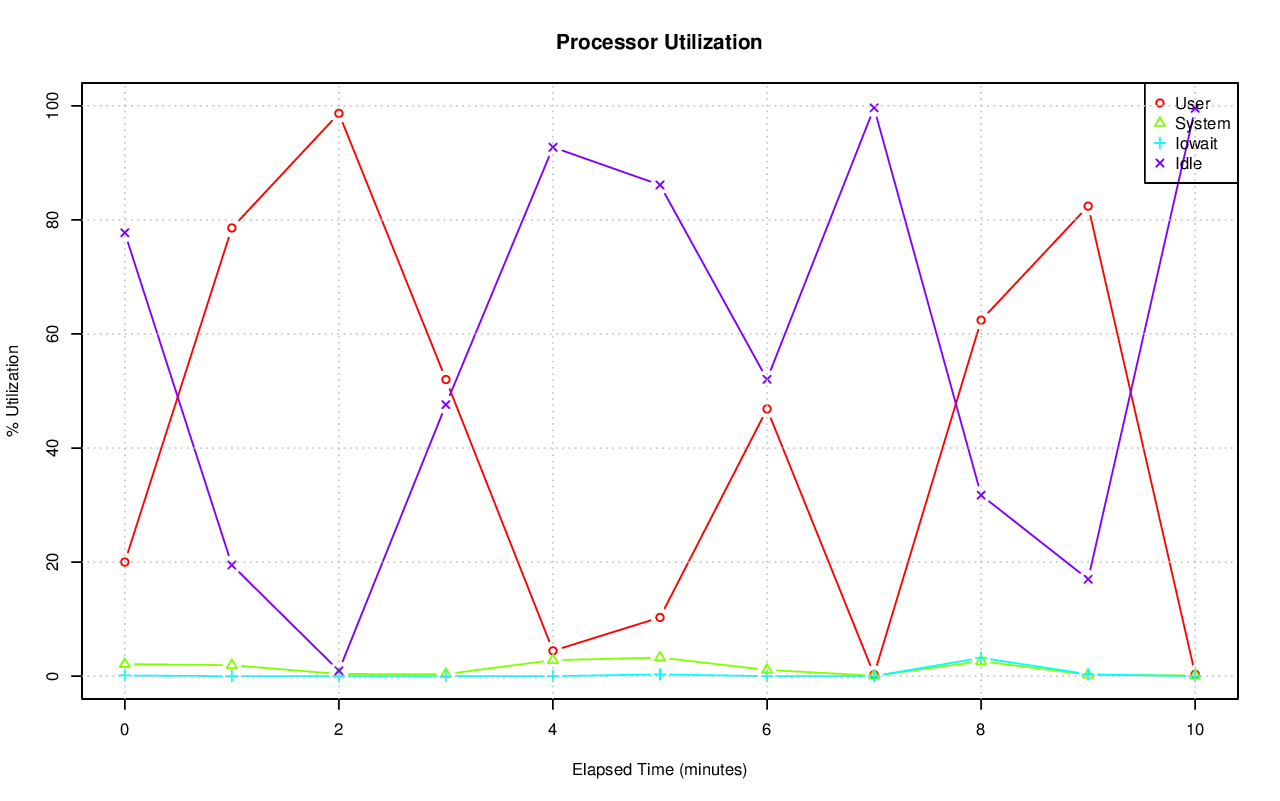 Processor Utilization
User
System
Iowait
Idle
% Utilization
100
80
60
40
20
0
0 2 4 6 8 10
Elapsed Time (minutes)